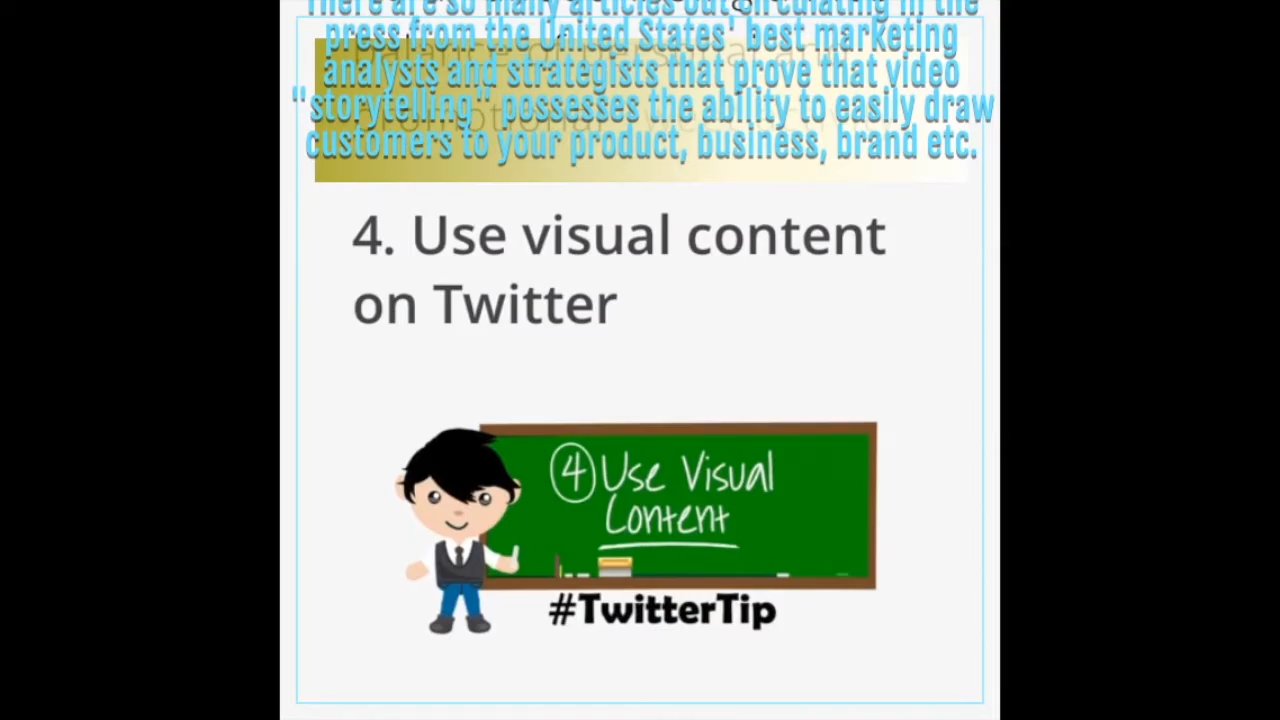 There are so many articles out circulating in the
press from the United States' best marketing
analysts and strategists that prove that video
"storytelling" possesses the ability to easily draw
customers to your product, business, brand etc.
4. Use visual content
on Twitter
4 Use Visual
Content
#TwitterTip